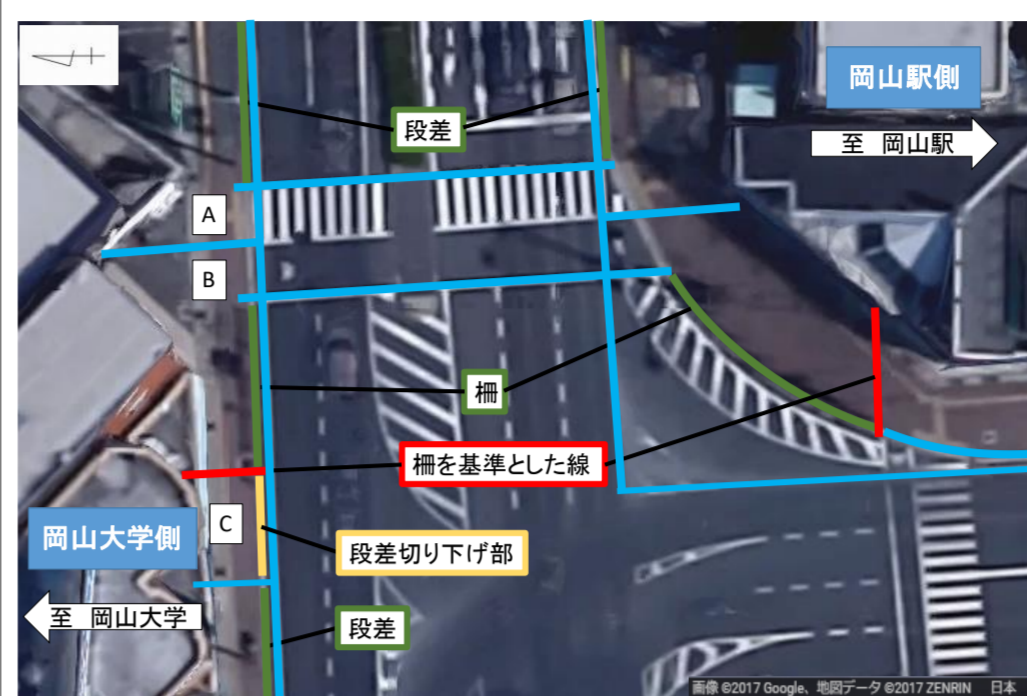 岡山駅側
段差
至 岡山駅
A
B
柵
柵を基準とした線
C
岡山大学側
段差切り下げ部
至 岡山大学
段差
画像 ©2017 Google、地図データ ©2017 ZENRIN 日本